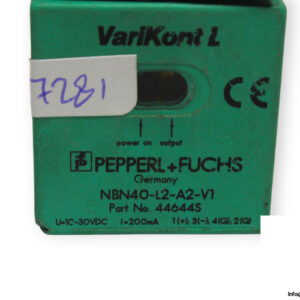 VariKont L
7281
CE
power on output
PEPPERL+FUCHS
Germany
NBN40-L2-A2-V1
Part No. 44644S
U=10-30VDC I=200mA 1(+); 3(-); 4(Q); 2(Q̅)